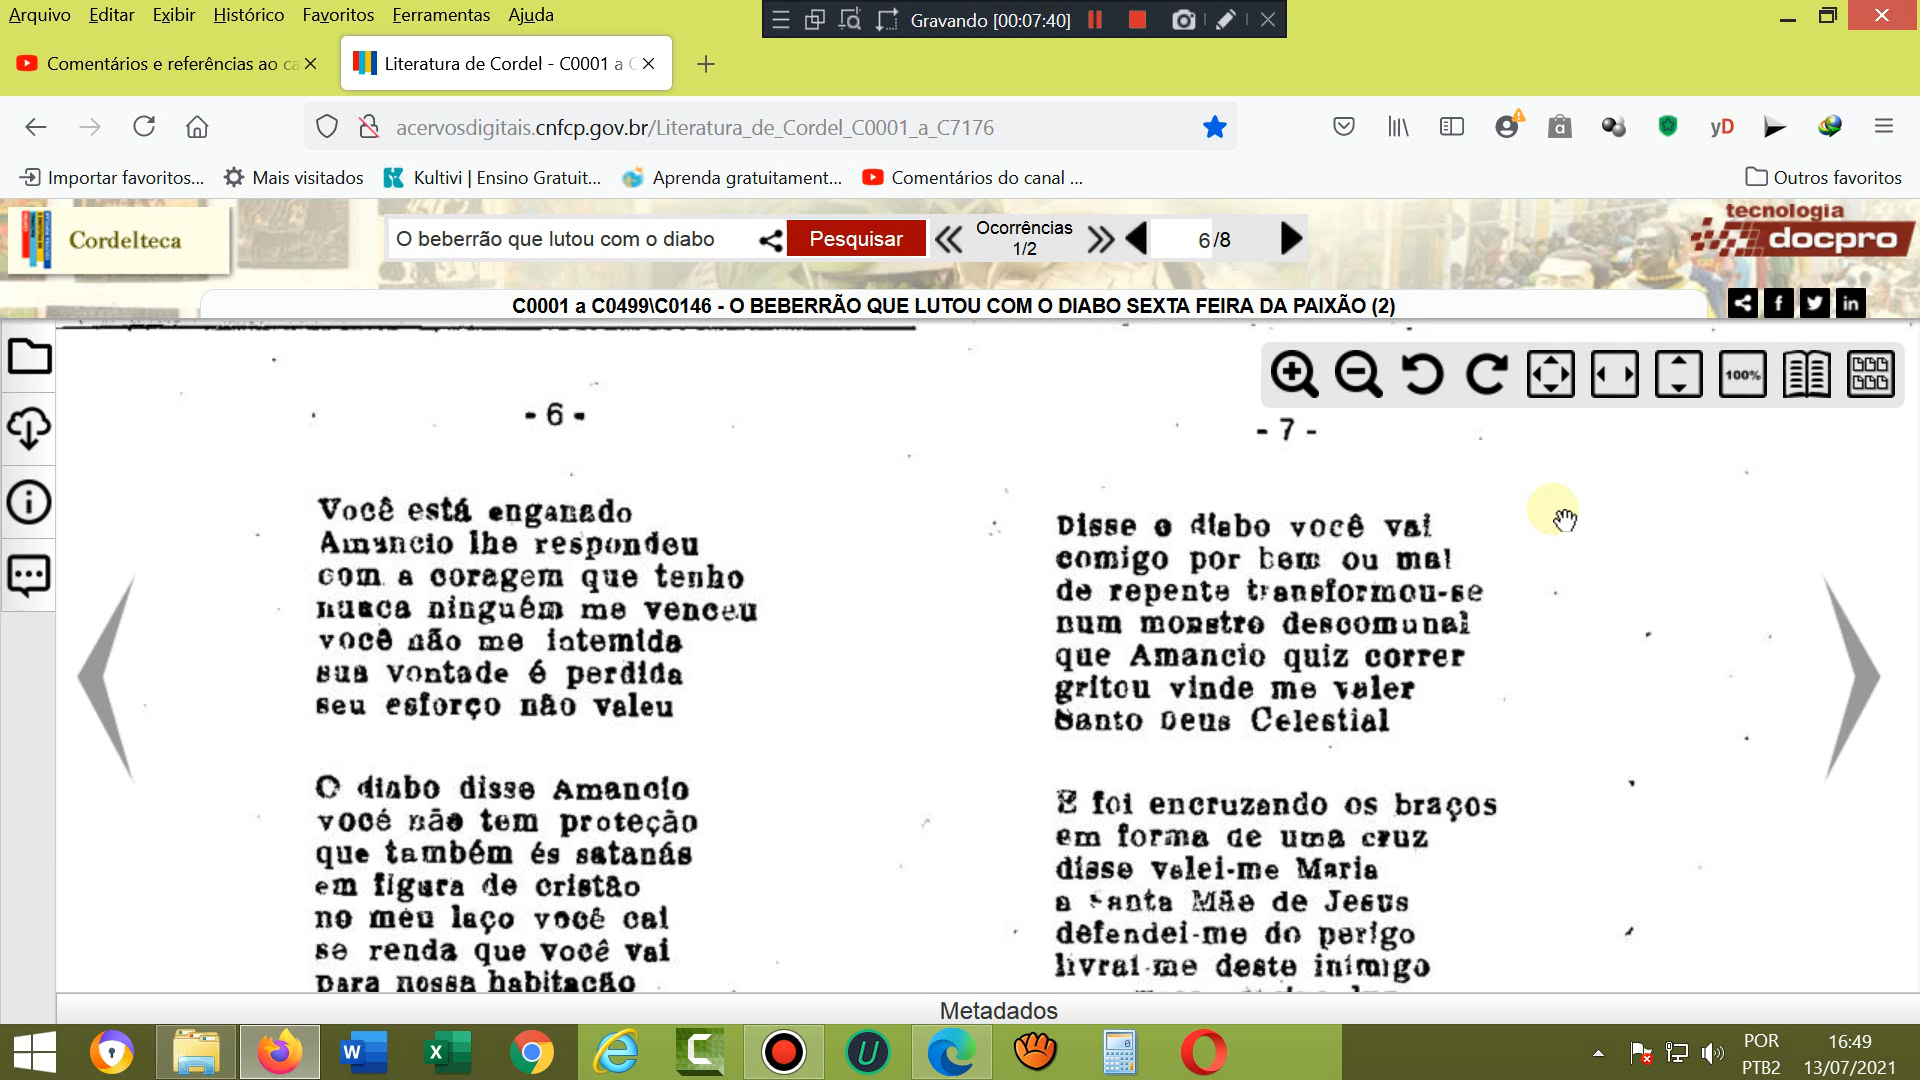 Arquivo Editar Exibir Histórico Favoritos Ferramentas Ajuda
Gravando [00:07:40]
Comentários e referências ao ca
Literatura de Cordel - C0001 a C
acervosdigitais.cnfcp.gov.br/Literatura_de_Cordel_C0001_a_C7176
yD
Importar favoritos... Mais visitados Kultivi | Ensino Gratuit... Aprenda gratuitament... Comentários do canal ... Outros favoritos
Cordelteca
O beberrão que lutou com o diabo
Pesquisar
Ocorrências
1/2
6 /8
tecnologia
docpro
C0001 a C0499\C0146 - O BEBERRÃO QUE LUTOU COM O DIABO SEXTA FEIRA DA PAIXÃO (2)
100%
- 6 -
Você está enganado
Amancio lhe respondeu
com a coragem que tenho
nunca ninguém me venceu
você não me intemida
sua vontade é perdida
seu esforço não valeu
O diabo disse Amancio
você não tem proteção
que também és satanás
em figura de cristão
no meu laço você cai
se renda que você vai
para nossa habitação
- 7 -
Disse o diabo você vai
comigo por bem ou mal
de repente transformou-se
num monstro descomunal
que Amancio quiz correr
gritou vinde me valer
Santo Deus Celestial
E foi encruzando os braços
em forma de uma cruz
disse valei-me Maria
a Santa Mãe de Jesus
defendei-me do perigo
livrai-me deste inimigo
Metadados
POR
PTB2
16:49
13/07/2021